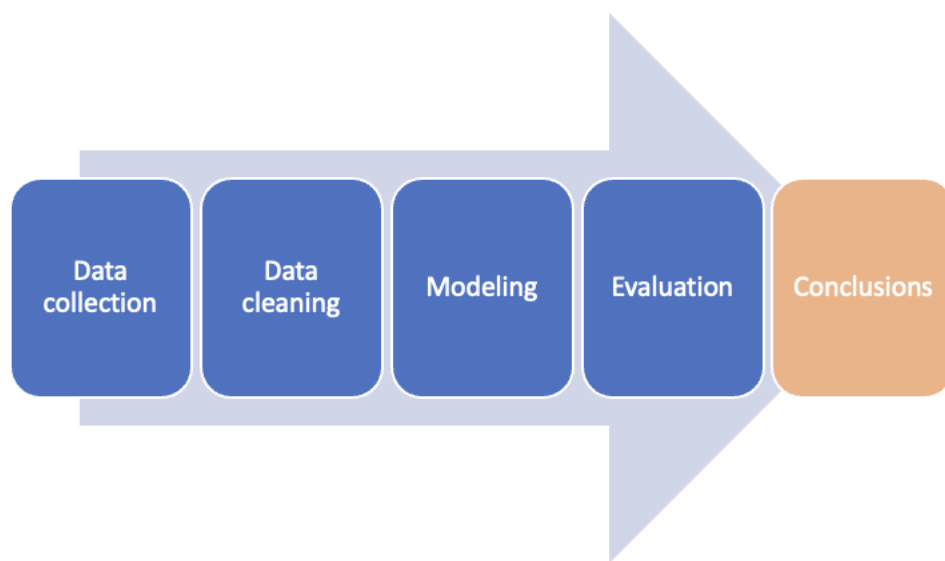 Data
collection
Data
cleaning
Modeling
Evaluation
Conclusions